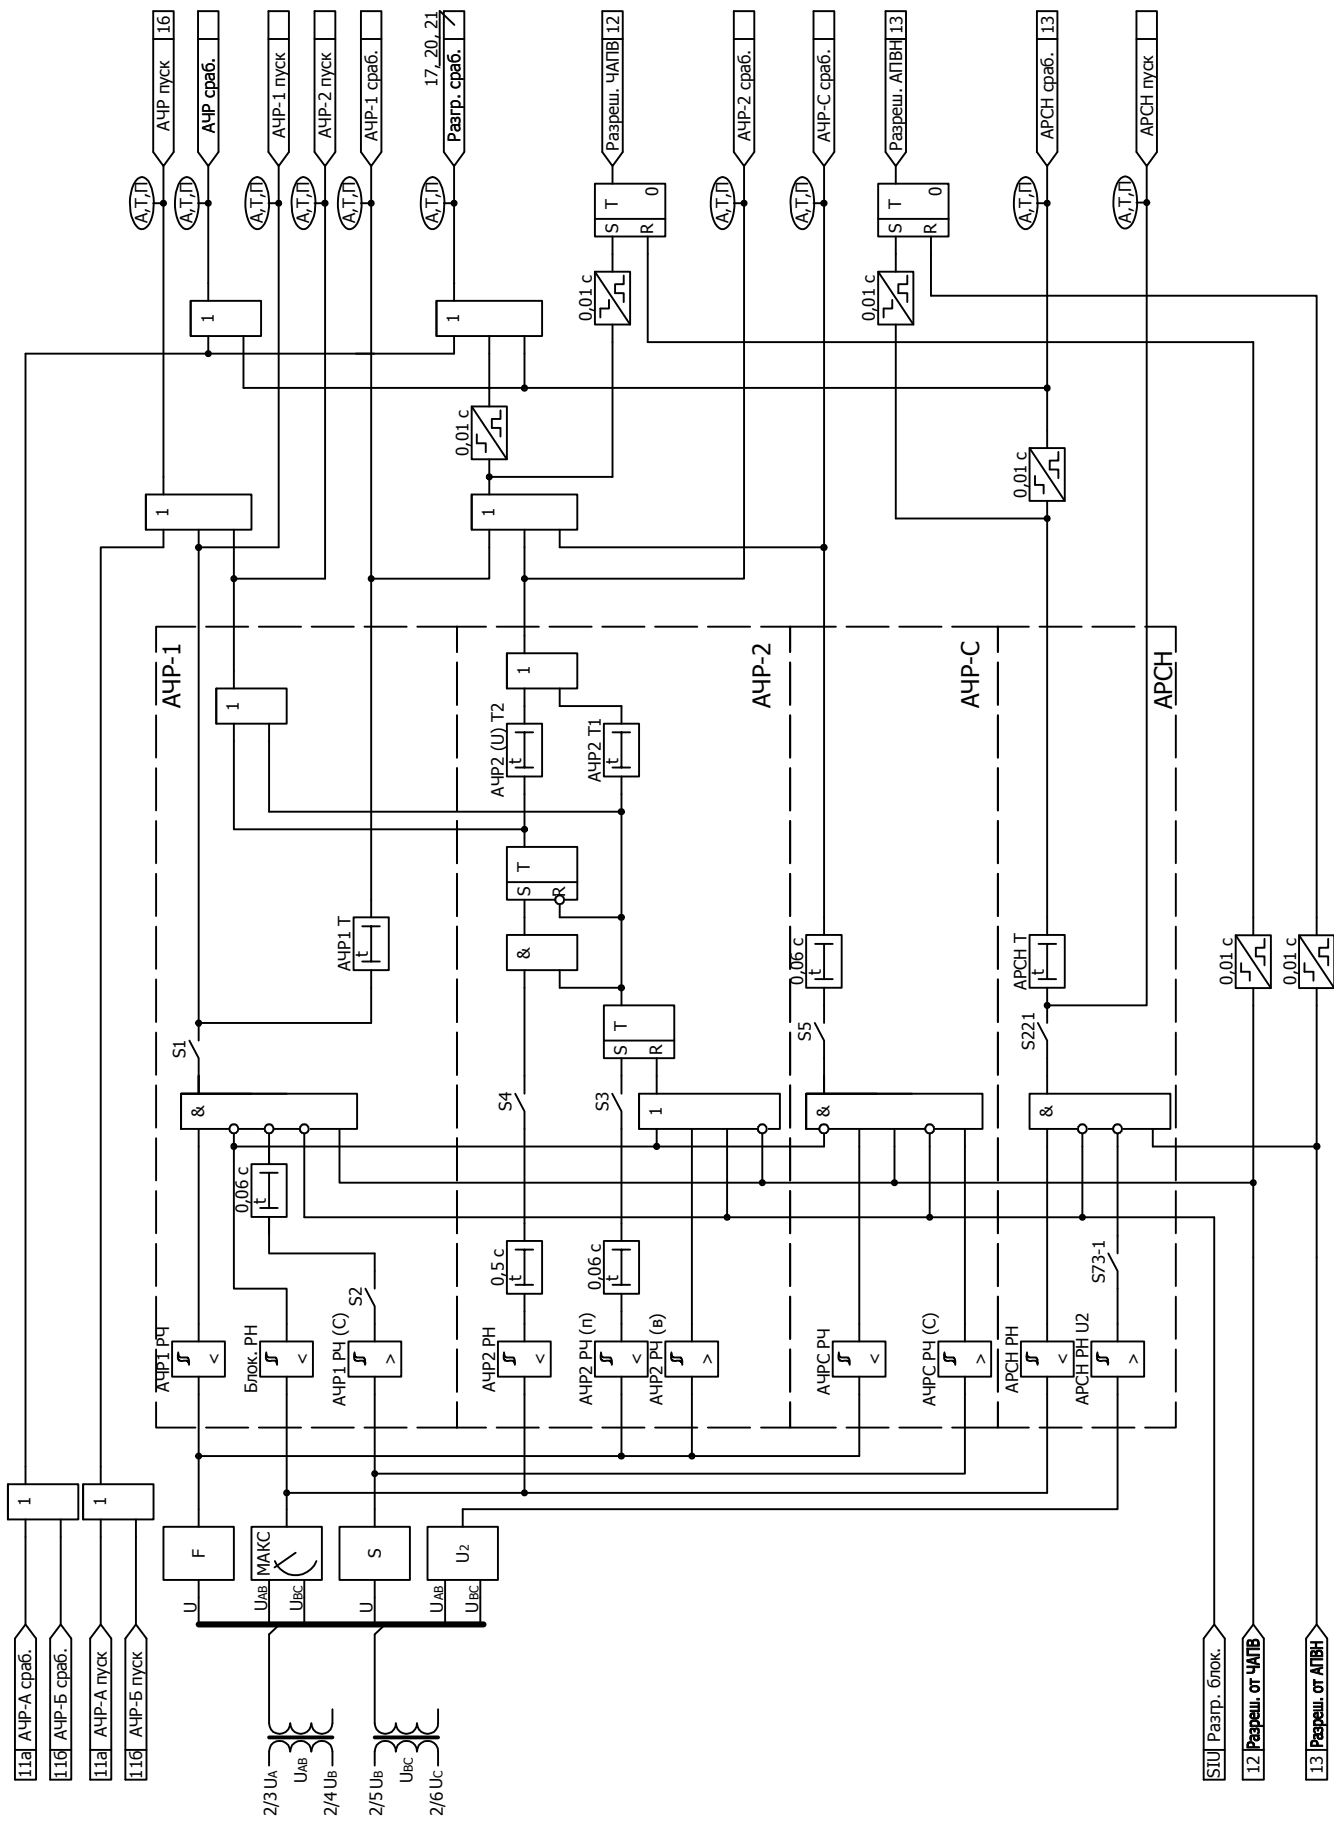 16
АЧР пуск
АЧР сраб.
АЧР-1 пуск
АЧР-2 пуск
АЧР-1 сраб.
17, 20, 21
Разгр. сраб.
12
Разреш. ЧАПВ
АЧР-2 сраб.
АЧР-С сраб.
13
Разреш. АПВН
13
АРСН сраб.
АРСН пуск
А,Т,П
А,Т,П
А,Т,П
А,Т,П
А,Т,П
А,Т,П
А,Т,П
А,Т,П
А,Т,П
А,Т,П
S T
R 0
S T
R 0
0,01 с
0,01 с
1
1
0,01 с
0,01 с
1
1
АЧР-1
АЧР-2
АЧР-С
АРСН
1
1
АЧР2 (U) T2
t
АЧР2 T1
t
S T
R
&
АЧР1 T
t
0,06 с
t
АРСН T
t
0,01 с
0,01 с
S T
R
S1
S4
S3
S5
S221
&
1
&
&
0,06 с
t
0,5 с
t
0,06 с
t
S2
S73-1
АЧР1 РЧ
<
Блок. РН
<
АЧР1 РЧ (С)
>
АЧР2 РН
<
АЧР2 РЧ (п)
<
АЧР2 РЧ (в)
>
АЧРС РЧ
<
АЧРС РЧ (С)
>
АРСН РН
<
АРСН РН U2
>
1
1
F
МАКС
S
U2
U
UAB
UBC
U
UAB
UBC
11а АЧР-А сраб.
11б АЧР-Б сраб.
11а АЧР-А пуск
11б АЧР-Б пуск
2/3 UA
UAB
2/4 UB
2/5 UB
UBC
2/6 UC
SIU Разгр. блок.
12 Разреш. от ЧАПВ
13 Разреш. от АПВН